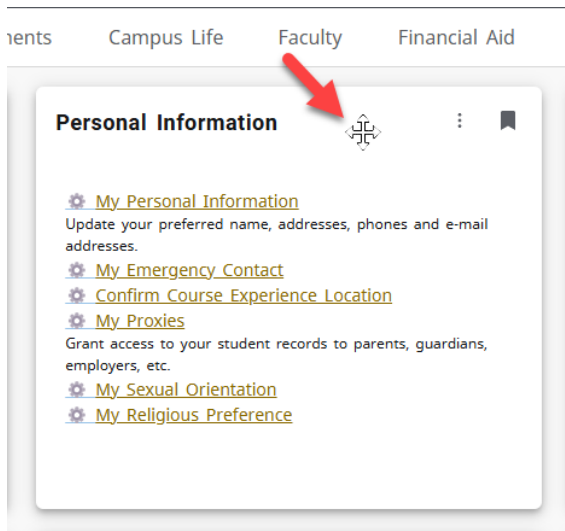 Campus Life Faculty Financial Aid
Personal Information
My Personal Information
Update your preferred name, addresses, phones and e-mail
addresses.
My Emergency Contact
Confirm Course Experience Location
My Proxies
Grant access to your student records to parents, guardians,
employers, etc.
My Sexual Orientation
My Religious Preference